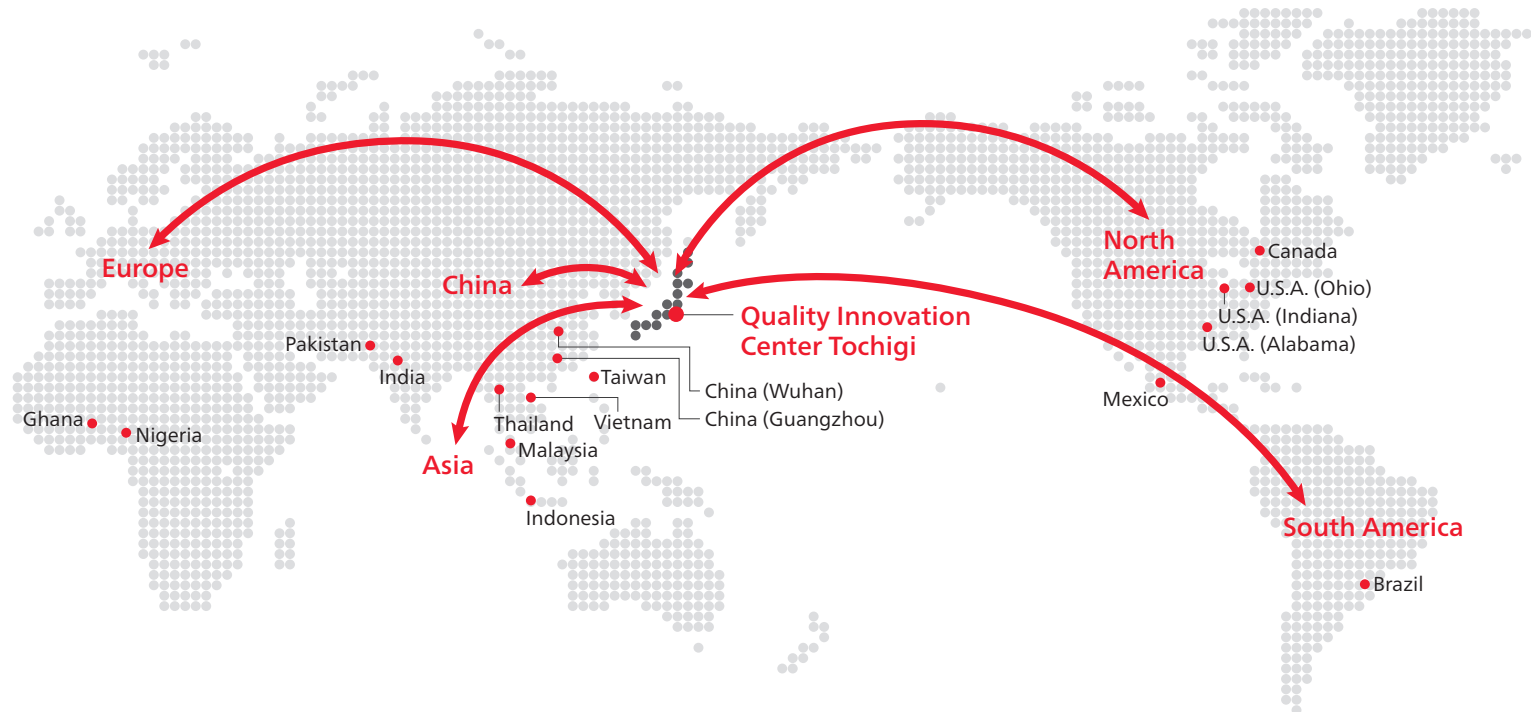 Europe
China
North
America
Canada
U.S.A. (Ohio)
U.S.A. (Indiana)
U.S.A. (Alabama)
Quality Innovation
Center Tochigi
Pakistan
India
Taiwan
China (Wuhan)
China (Guangzhou)
Mexico
Ghana
Nigeria
Thailand
Vietnam
Malaysia
Asia
Indonesia
South America
Brazil